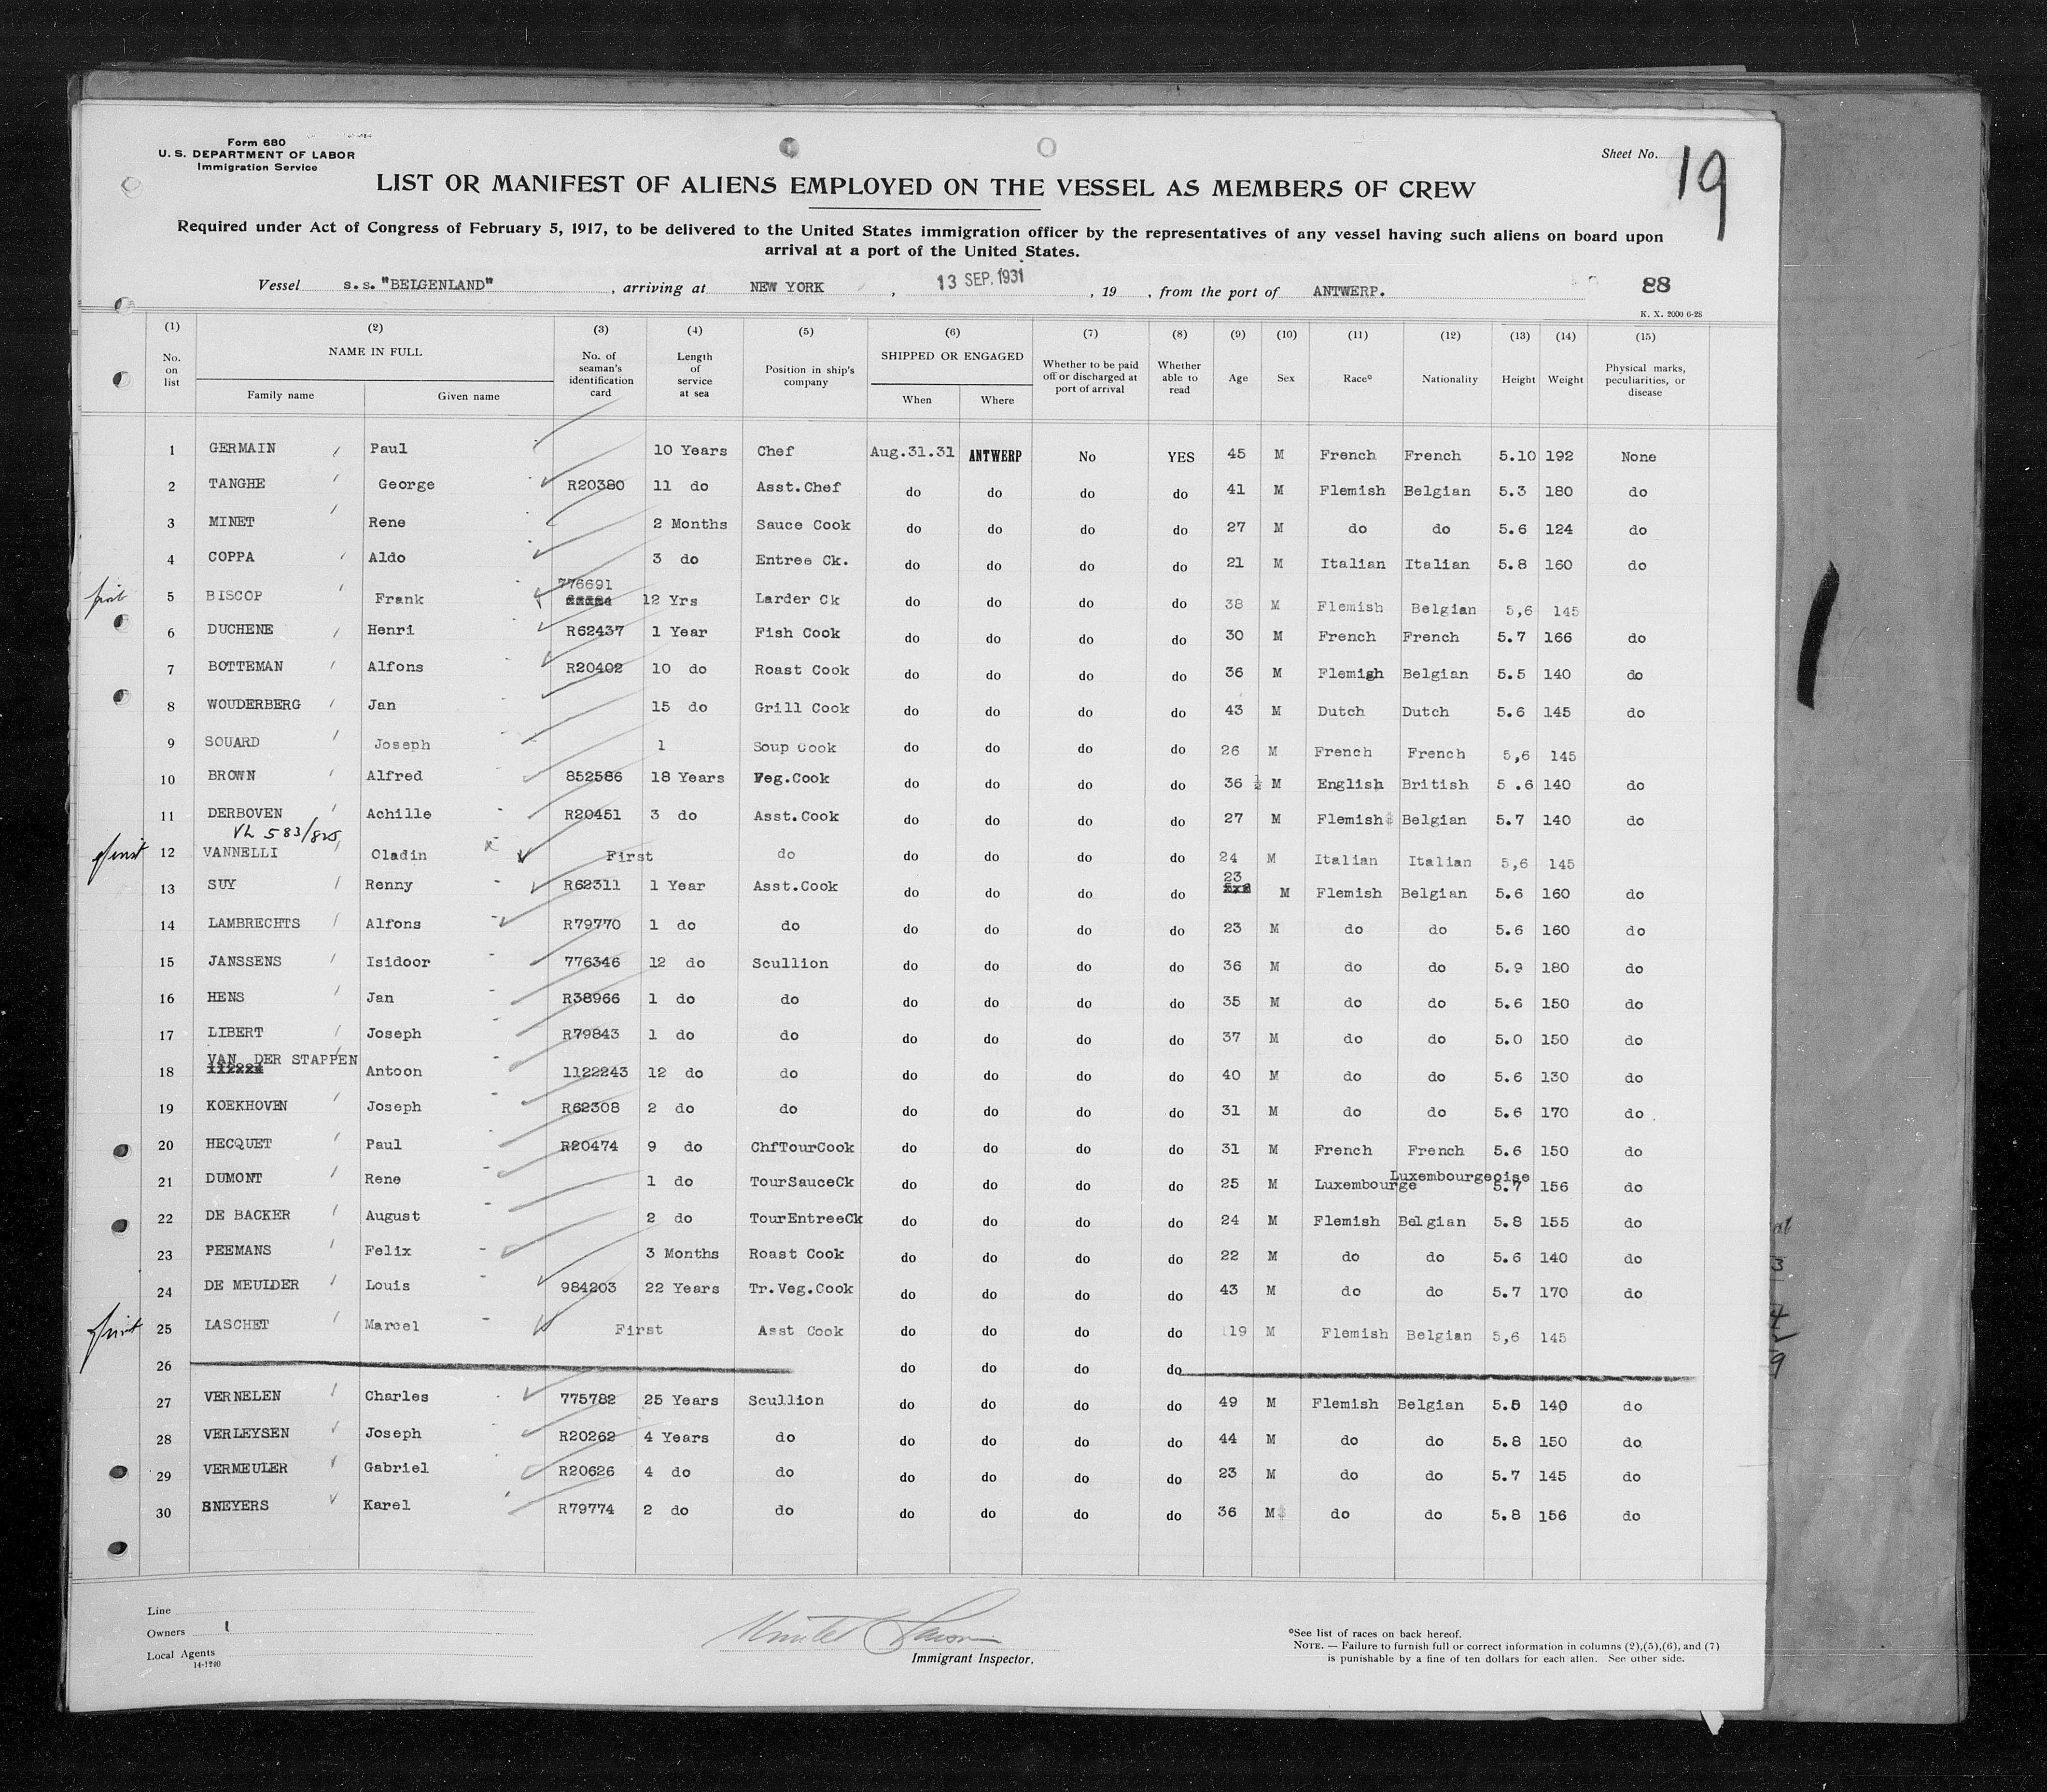 Form 680
U. S. DEPARTMENT OF LABOR
Immigration Service
Sheet No. 19
LIST OR MANIFEST OF ALIENS EMPLOYED ON THE VESSEL AS MEMBERS OF CREW
Required under Act of Congress of February 5, 1917, to be delivered to the United States immigration officer by the representatives of any vessel having such aliens on board upon
arrival at a port of the United States.
Vessel s.s. "BELGENLAND" , arriving at NEW YORK , 13 SEP. 1931 , 19 , from the port of ANTWERP. 88
K. X. 2000 6-28
(1) (2) (3) (4) (5) (6) (7) (8) (9) (10) (11) (12) (13) (14) (15)
No. on list NAME IN FULL Family name Given name No. of seaman's identification card Length of service at sea Position in ship's company SHIPPED OR ENGAGED When Where Whether to be paid off or discharged at port of arrival Whether able to read Age Sex Race° Nationality Height Weight Physical marks, peculiarities, or disease
1 GERMAIN Paul 10 Years Chef Aug.31.31 ANTWERP No YES 45 M French French 5.10 192 None
2 TANGHE George R20380 11 do Asst.Chef do do do do 41 M Flemish Belgian 5.3 180 do
3 MINET Rene 2 Months Sauce Cook do do do do 27 M do do 5.6 124 do
4 COPPA Aldo 3 do Entree Ck. do do do do 21 M Italian Italian 5.8 160 do
776691
5 BISCOP Frank 12 Yrs Larder Ck do do do do 38 M Flemish Belgian 5,6 145
6 DUCHENE Henri R62437 1 Year Fish Cook do do do do 30 M French French 5.7 166 do
7 BOTTEMAN Alfons R20402 10 do Roast Cook do do do do 36 M Flemish Belgian 5.5 140 do
8 WOUDERBERG Jan 15 do Grill Cook do do do do 43 M Dutch Dutch 5.6 145 do
9 SOUARD Joseph 1 Soup Cook do do do do 26 M French French 5,6 145
10 BROWN Alfred 852586 18 Years Veg.Cook do do do do 36 M English British 5 .6 140 do
11 DERBOVEN Achille R20451 3 do Asst.Cook do do do do 27 M Flemish Belgian 5.7 140 do
VL 583/825
12 VANNELLI Oladin First do do do do do 24 M Italian Italian 5,6 145
23
13 SUY Renny R62311 1 Year Asst.Cook do do do do M Flemish Belgian 5.6 160 do
14 LAMBRECHTS Alfons R79770 1 do do do do do do 23 M do do 5.6 160 do
15 JANSSENS Isidoor 776346 12 do Scullion do do do do 36 M do do 5.9 180 do
16 HENS Jan R38966 1 do do do do do do 35 M do do 5.6 150 do
17 LIBERT Joseph R79843 1 do do do do do do 37 M do do 5.0 150 do
VAN DER STAPPEN
18 Antoon 1122243 12 do do do do do do 40 M do do 5.6 130 do
19 KOEKHOVEN Joseph R62308 2 do do do do do do 31 M do do 5.6 170 do
20 HECQUET Paul R20474 9 do ChfTourCook do do do do 31 M French French 5.6 150 do
21 DUMONT Rene 1 do TourSauceCk do do do do 25 M Luxembourge Luxembourgeoise 5.7 156 do
22 DE BACKER August 2 do TourEntreeCk do do do do 24 M Flemish Belgian 5.8 155 do
23 PEEMANS Felix 3 Months Roast Cook do do do do 22 M do do 5.6 140 do
24 DE MEULDER Louis 984203 22 Years Tr.Veg.Cook do do do do 43 M do do 5.7 170 do
25 LASCHET Marcel First Asst Cook do do do do 19 M Flemish Belgian 5,6 145
26 do do do do
27 VERNELEN Charles 775782 25 Years Scullion do do do do 49 M Flemish Belgian 5.8 140 do
28 VERLEYSEN Joseph R20262 4 Years do do do do do 44 M do do 5.8 150 do
29 VERMEULER Gabriel R20626 4 do do do do do do 23 M do do 5.7 145 do
30 SNEYERS Karel R79774 2 do do do do do do 36 M do do 5.8 156 do
Line
Owners
Local Agents
14-1240
Immigrant Inspector.
°See list of races on back hereof.
NOTE. — Failure to furnish full or correct information in columns (2),(5),(6), and (7)
is punishable by a fine of ten dollars for each alien. See other side.